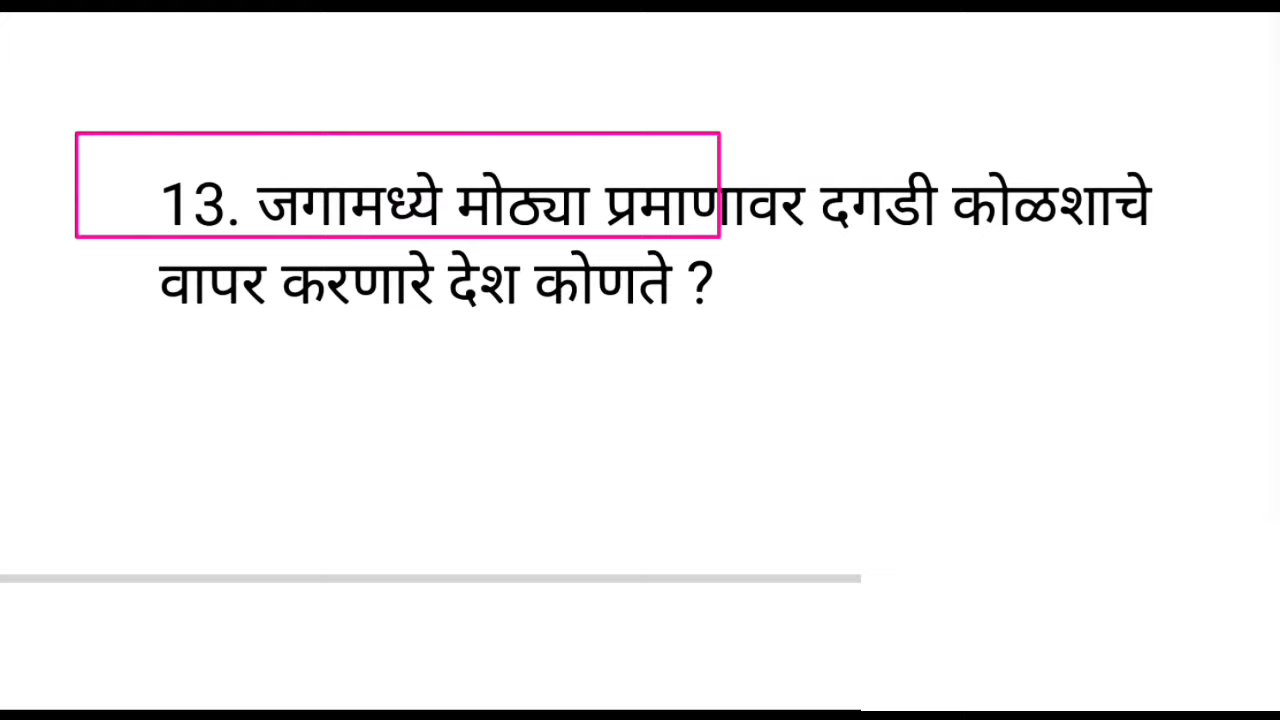 13. जगामध्ये मोठ्या प्रमाणावर दगडी कोळशाचे
वापर करणारे देश कोणते ?